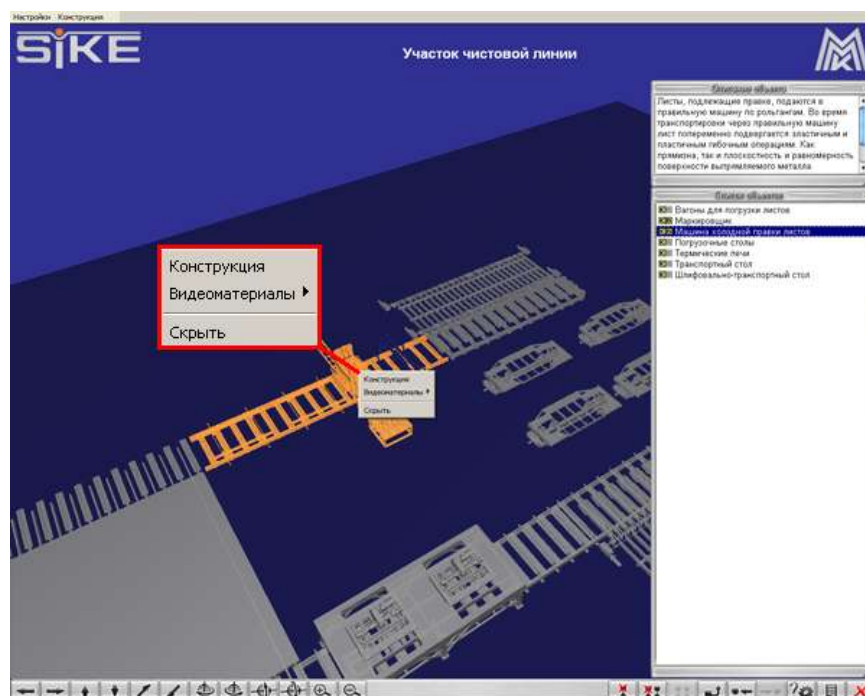 Настройки Конструкция
SIKE
Участок чистовой линии
Описание объекта
Листы, подлежащие правке, подаются в
правильную машину по рольгангам. Во время
транспортировки через правильную машину
лист попеременно подвергается эластичным и
пластичным гибочным операциям. Как
прямизна, так и плоскостность и равномерность
поверхности выпрямляемого металла
Список объектов
Вагоны для погрузки листов
Маркировщик
Машина холодной правки листов
Погрузочные столы
Термические печи
Транспортный стол
Шлифовально-транспортный стол
Конструкция
Видеоматериалы
Скрыть
Конструкция
Видеоматериалы
Скрыть